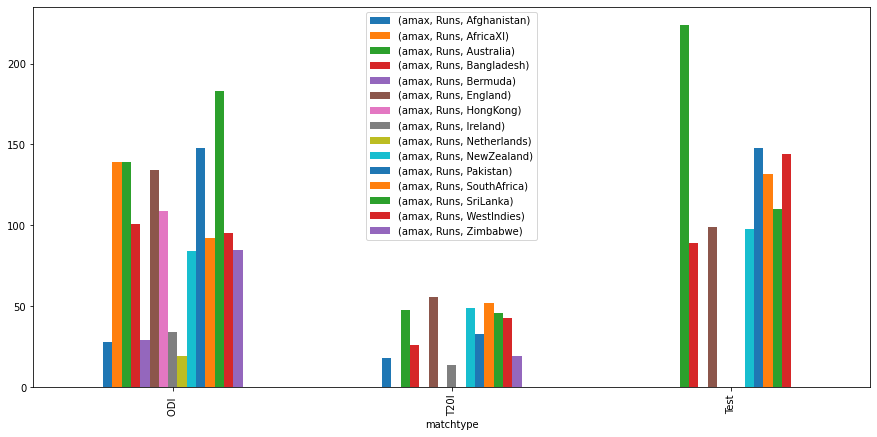 (amax, Runs, Afghanistan)
(amax, Runs, AfricaXI)
(amax, Runs, Australia)
(amax, Runs, Bangladesh)
(amax, Runs, Bermuda)
(amax, Runs, England)
(amax, Runs, HongKong)
(amax, Runs, Ireland)
(amax, Runs, Netherlands)
(amax, Runs, NewZealand)
(amax, Runs, Pakistan)
(amax, Runs, SouthAfrica)
(amax, Runs, SriLanka)
(amax, Runs, WestIndies)
(amax, Runs, Zimbabwe)
200
150
100
50
0
ODI
T20I
Test
matchtype